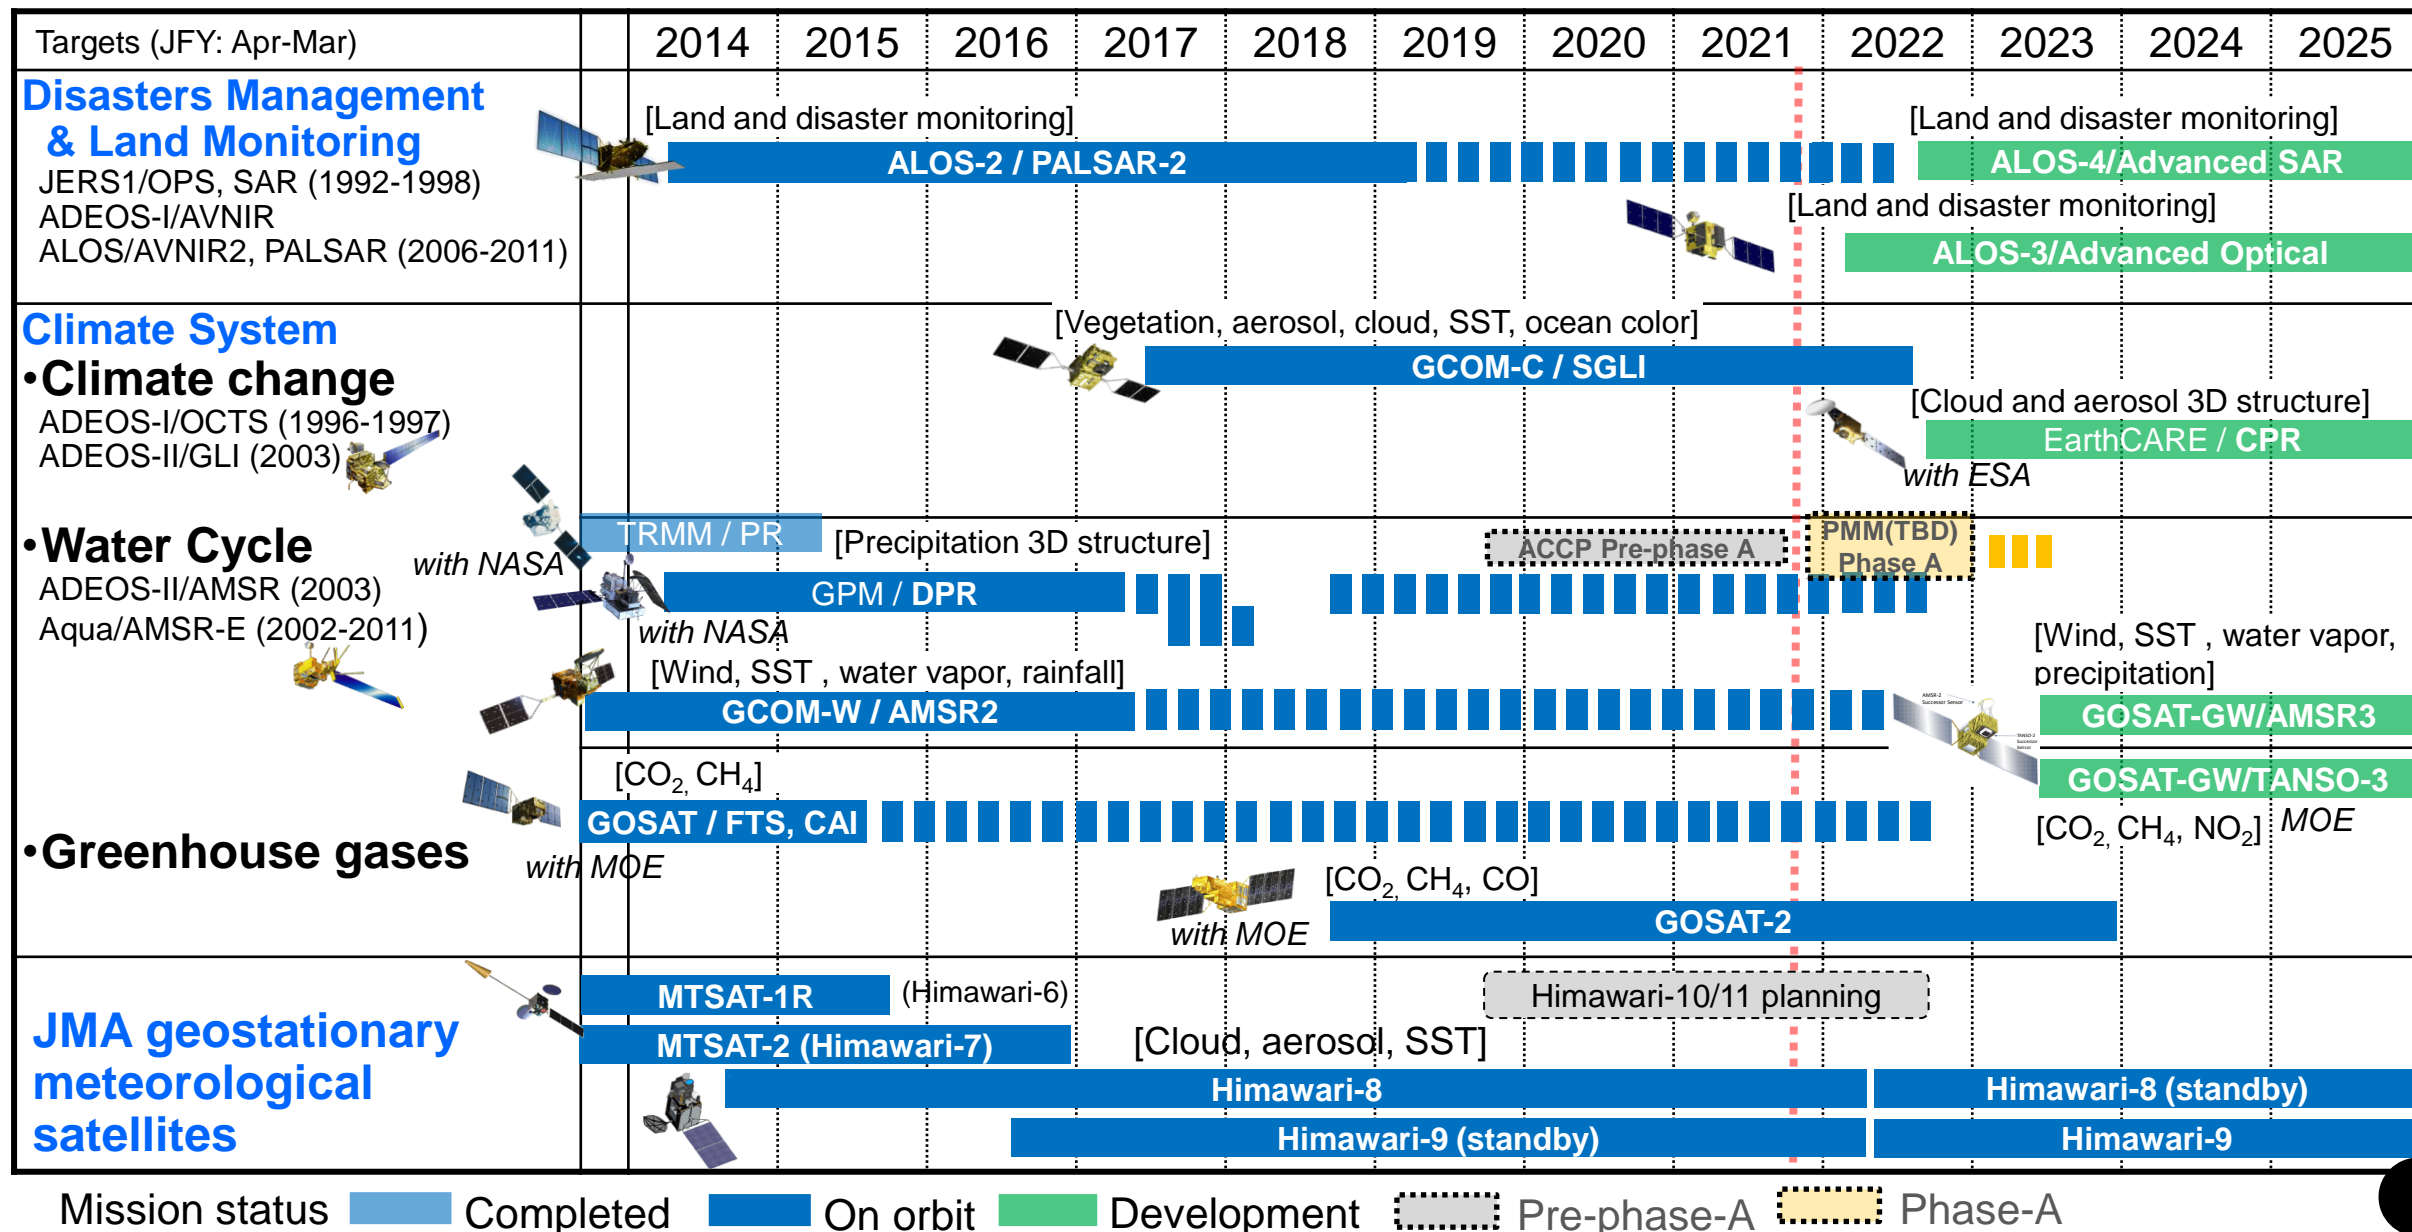 Targets (JFY: Apr-Mar)
2014 2015 2016 2017 2018 2019 2020 2021 2022 2023 2024 2025
Disasters Management
& Land Monitoring
JERS1/OPS, SAR (1992-1998)
ADEOS-I/AVNIR
ALOS/AVNIR2, PALSAR (2006-2011)
[Land and disaster monitoring]
ALOS-2 / PALSAR-2
[Land and disaster monitoring]
ALOS-4/Advanced SAR
[Land and disaster monitoring]
ALOS-3/Advanced Optical
Climate System
•Climate change
ADEOS-I/OCTS (1996-1997)
ADEOS-II/GLI (2003)
[Vegetation, aerosol, cloud, SST, ocean color]
GCOM-C / SGLI
[Cloud and aerosol 3D structure]
EarthCARE / CPR
with ESA
•Water Cycle
ADEOS-II/AMSR (2003)
Aqua/AMSR-E (2002-2011)
with NASA
TRMM / PR
[Precipitation 3D structure]
ACCP Pre-phase A
PMM(TBD)
Phase A
GPM / DPR
with NASA
[Wind, SST , water vapor, rainfall]
GCOM-W / AMSR2
[Wind, SST , water vapor,
precipitation]
AMSR-2
Successor Sensor
TANSO-2
Successor
Sensor
GOSAT-GW/AMSR3
•Greenhouse gases
[CO2, CH4]
GOSAT / FTS, CAI
with MOE
GOSAT-GW/TANSO-3
[CO2, CH4, NO2] MOE
[CO2, CH4, CO]
with MOE
GOSAT-2
JMA geostationary
meteorological
satellites
MTSAT-1R (Himawari-6)
Himawari-10/11 planning
MTSAT-2 (Himawari-7)
[Cloud, aerosol, SST]
Himawari-8
Himawari-8 (standby)
Himawari-9 (standby)
Himawari-9
Mission status Completed On orbit Development Pre-phase-A Phase-A